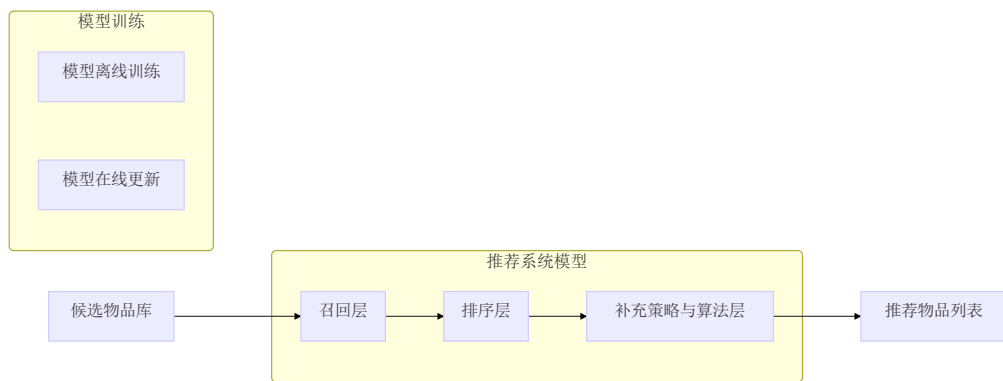 模型训练
模型离线训练
模型在线更新
推荐系统模型
候选物品库
召回层
排序层
补充策略与算法层
推荐物品列表